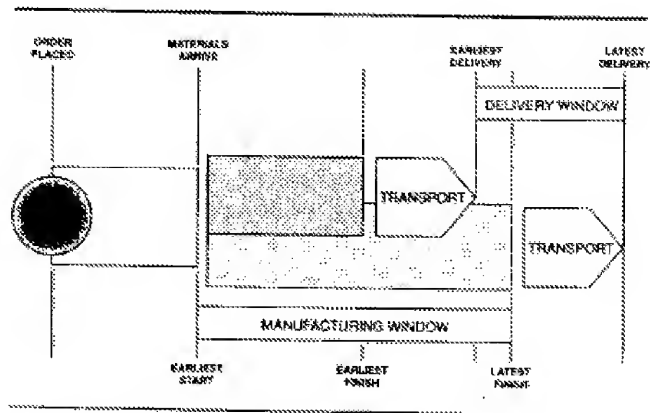 ORDER
PLACED
MATERIALS
ARRIVE
EARLIEST
DELIVERY
LATEST
DELIVERY
DELIVERY WINDOW
TRANSPORT
TRANSPORT
MANUFACTURING WINDOW
EARLIEST
START
EARLIEST
FINISH
LATEST
FINISH